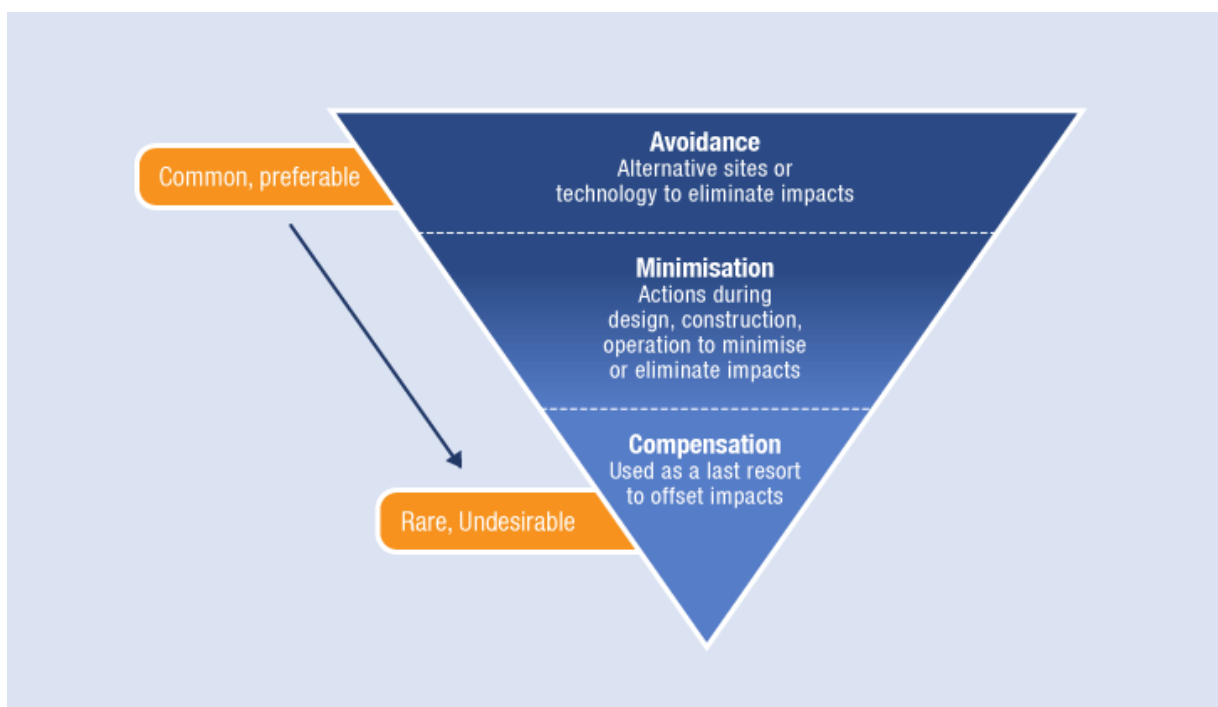 Avoidance
Alternative sites or
technology to eliminate impacts
Common, preferable
Minimisation
Actions during
design, construction,
operation to minimise
or eliminate impacts
Compensation
Used as a last resort
to offset impacts
Rare, Undesirable